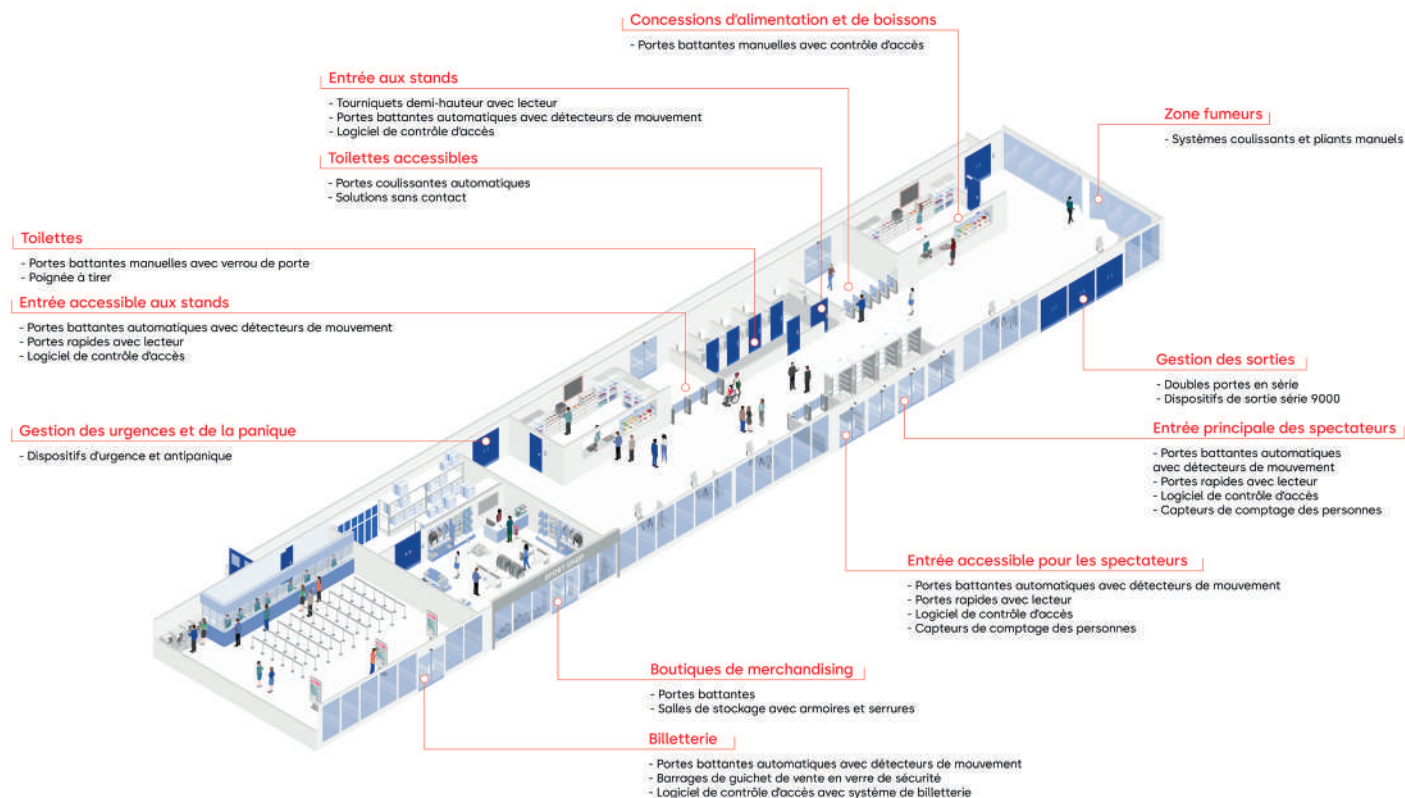 Concessions d'alimentation et de boissons
- Portes battantes manuelles avec contrôle d'accès
Entrée aux stands
- Tourniquets demi-hauteur avec lecteur
- Portes battantes automatiques avec détecteurs de mouvement
- Logiciel de contrôle d'accès
Zone fumeurs
- Systèmes coulissants et pliants manuels
Toilettes accessibles
- Portes coulissantes automatiques
- Solutions sans contact
Toilettes
- Portes battantes manuelles avec verrou de porte
- Poignée à tirer
Entrée accessible aux stands
- Portes battantes automatiques avec détecteurs de mouvement
- Portes rapides avec lecteur
- Logiciel de contrôle d'accès
Gestion des sorties
- Doubles portes en série
- Dispositifs de sortie série 9000
Gestion des urgences et de la panique
- Dispositifs d'urgence et antipanique
Entrée principale des spectateurs
- Portes battantes automatiques
avec détecteurs de mouvement
- Portes rapides avec lecteur
- Logiciel de contrôle d'accès
- Capteurs de comptage des personnes
SPORT SHOP
Entrée accessible pour les spectateurs
- Portes battantes automatiques avec détecteurs de mouvement
- Portes rapides avec lecteur
- Logiciel de contrôle d'accès
- Capteurs de comptage des personnes
Boutiques de merchandising
- Portes battantes
- Salles de stockage avec armoires et serrures
Billetterie
- Portes battantes automatiques avec détecteurs de mouvement
- Barrages de guichet de vente en verre de sécurité
- Logiciel de contrôle d'accès avec système de billetterie